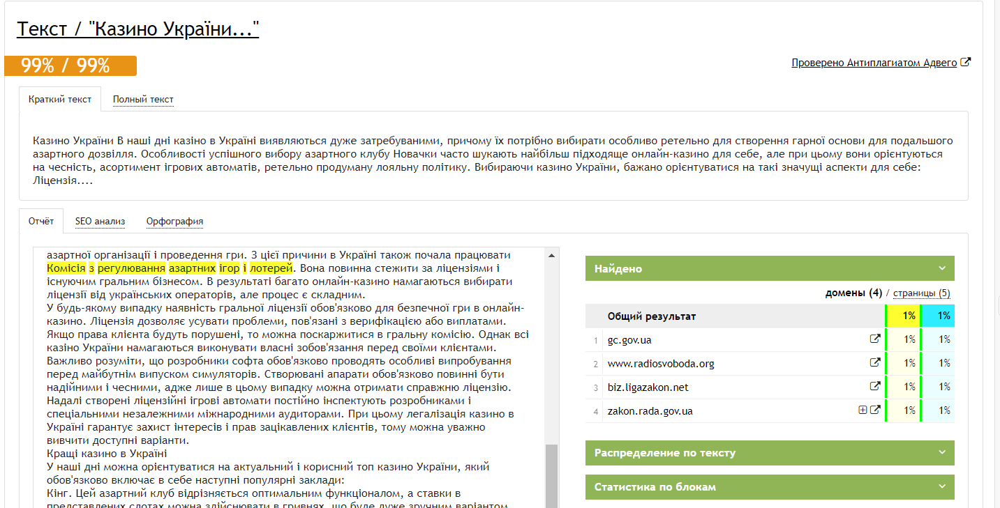 Текст / "Казино України..."
99% / 99%
Проверено Антиплагиатом Адвего
Краткий текст
Полный текст
Казино України В наші дні казіно в Україні виявляються дуже затребуваними, причому їх потрібно вибирати особливо ретельно для створення гарної основи для подальшого
азартного дозвілля. Особливості успішного вибору азартного клубу Новачки часто шукають найбільш підходяще онлайн-казино для себе, але при цьому вони орієнтуються
на чесність, асортимент ігрових автоматів, ретельно продуману лояльну політику. Вибираючи казино України, бажано орієнтуватися на такі значущі аспекти для себе:
Ліцензія....
Отчёт
SEO анализ
Орфография
азартної організації і проведення гри. З цієї причини в Україні також почала працювати
Комісія з регулювання азартних ігор і лотерей. Вона повинна стежити за ліцензіями і
існуючим гральним бізнесом. В результаті багато онлайн-казино намагаються вибирати
ліцензії від українських операторів, але процес є складним.
У будь-якому випадку наявність гральної ліцензії обов'язково для безпечної гри в онлайн-
казино. Ліцензія дозволяє усувати проблеми, пов'язані з верифікацією або виплатами.
Якщо права клієнта будуть порушені, то можна поскаржитися в гральну комісію. Однак всі
казіно України намагаються виконувати власні зобов'язання перед своїми клієнтами.
Важливо розуміти, що розробники софта обов'язково проводять особливі випробування
перед майбутнім випуском симуляторів. Створювані апарати обов'язково повинні бути
надійними і чесними, адже лише в цьому випадку можна отримати справжню ліцензію.
Надалі створені ліцензійні ігрові автомати постійно інспектують розробниками і
спеціальними незалежними міжнародними аудиторами. При цьому легалізація казино в
Україні гарантує захист інтересів і прав зацікавлених клієнтів, тому можна уважно
вивчити доступні варіанти.
Кращі казино в Україні
У наші дні можна орієнтуватися на актуальний і корисний топ казино України, який
обов'язково включає в себе наступні популярні заклади:
Кінг. Цей азартний клуб відрізняється оптимальним функціоналом, а ставки в
представлених слотах можна здійснювати в гривнях, що буде дуже зручним варіантом
Найдено
домены (4) / страницы (5)
Общий результат 1% 1%
1 gc.gov.ua 1% 1%
2 www.radiosvoboda.org 1% 1%
3 biz.ligazakon.net 1% 1%
4 zakon.rada.gov.ua 1% 1%
Распределение по тексту
Статистика по блокам